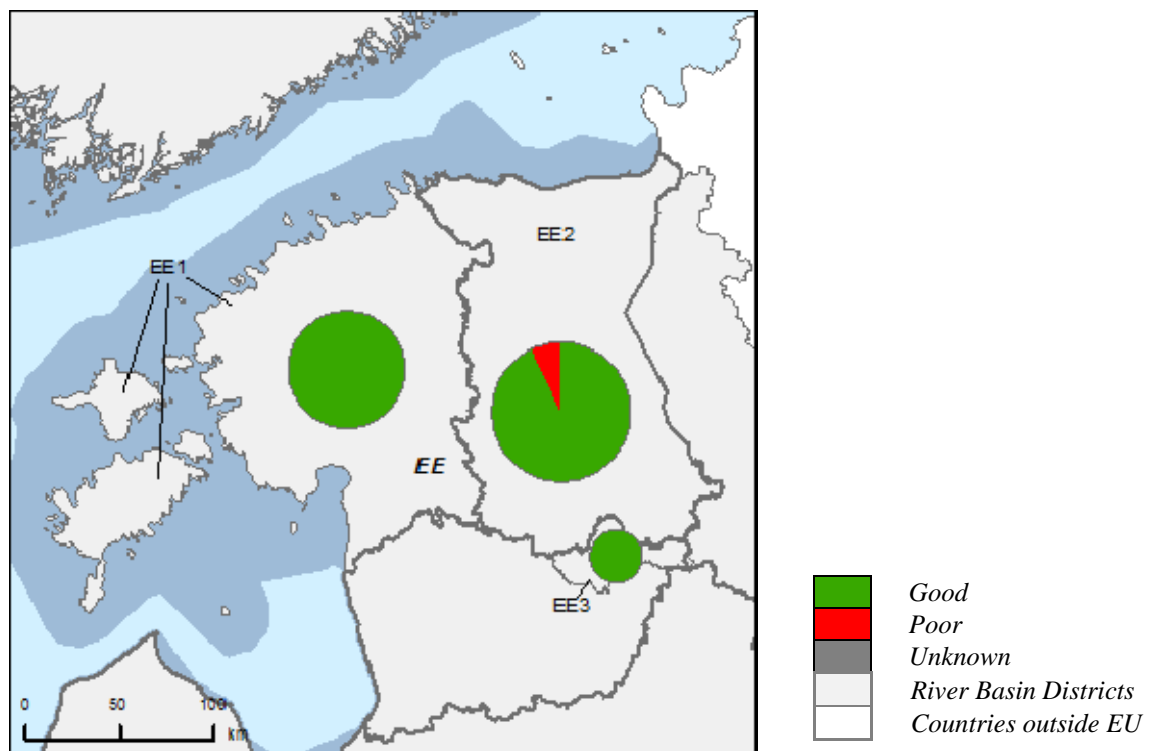 EE2
EE1
EE
EE3
0 50 100
km
Good
Poor
Unknown
River Basin Districts
Countries outside EU